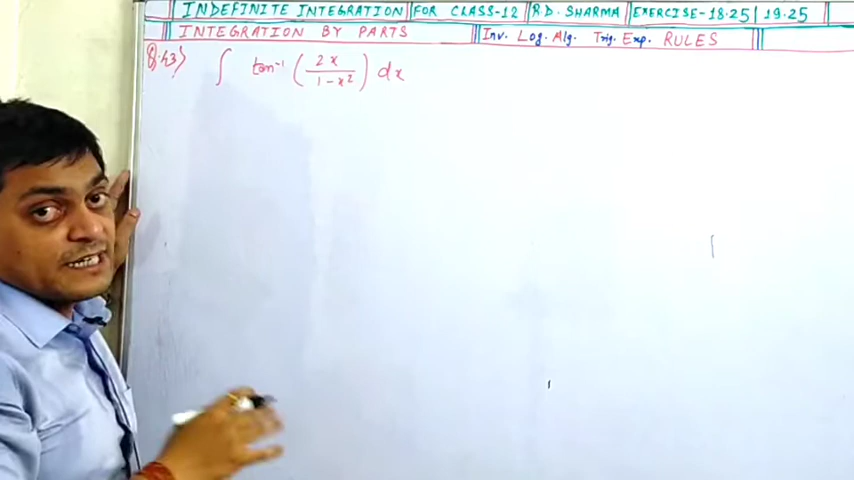 INDEFINITE INTEGRATION FOR CLASS-12 R.D. SHARMA EXERCISE-18.25 | 19.25
INTEGRATION BY PARTS Inv. Log. Alg. Trig. Exp. RULES
Q.43) ∫ tan⁻¹ (2x / 1-x²) dx